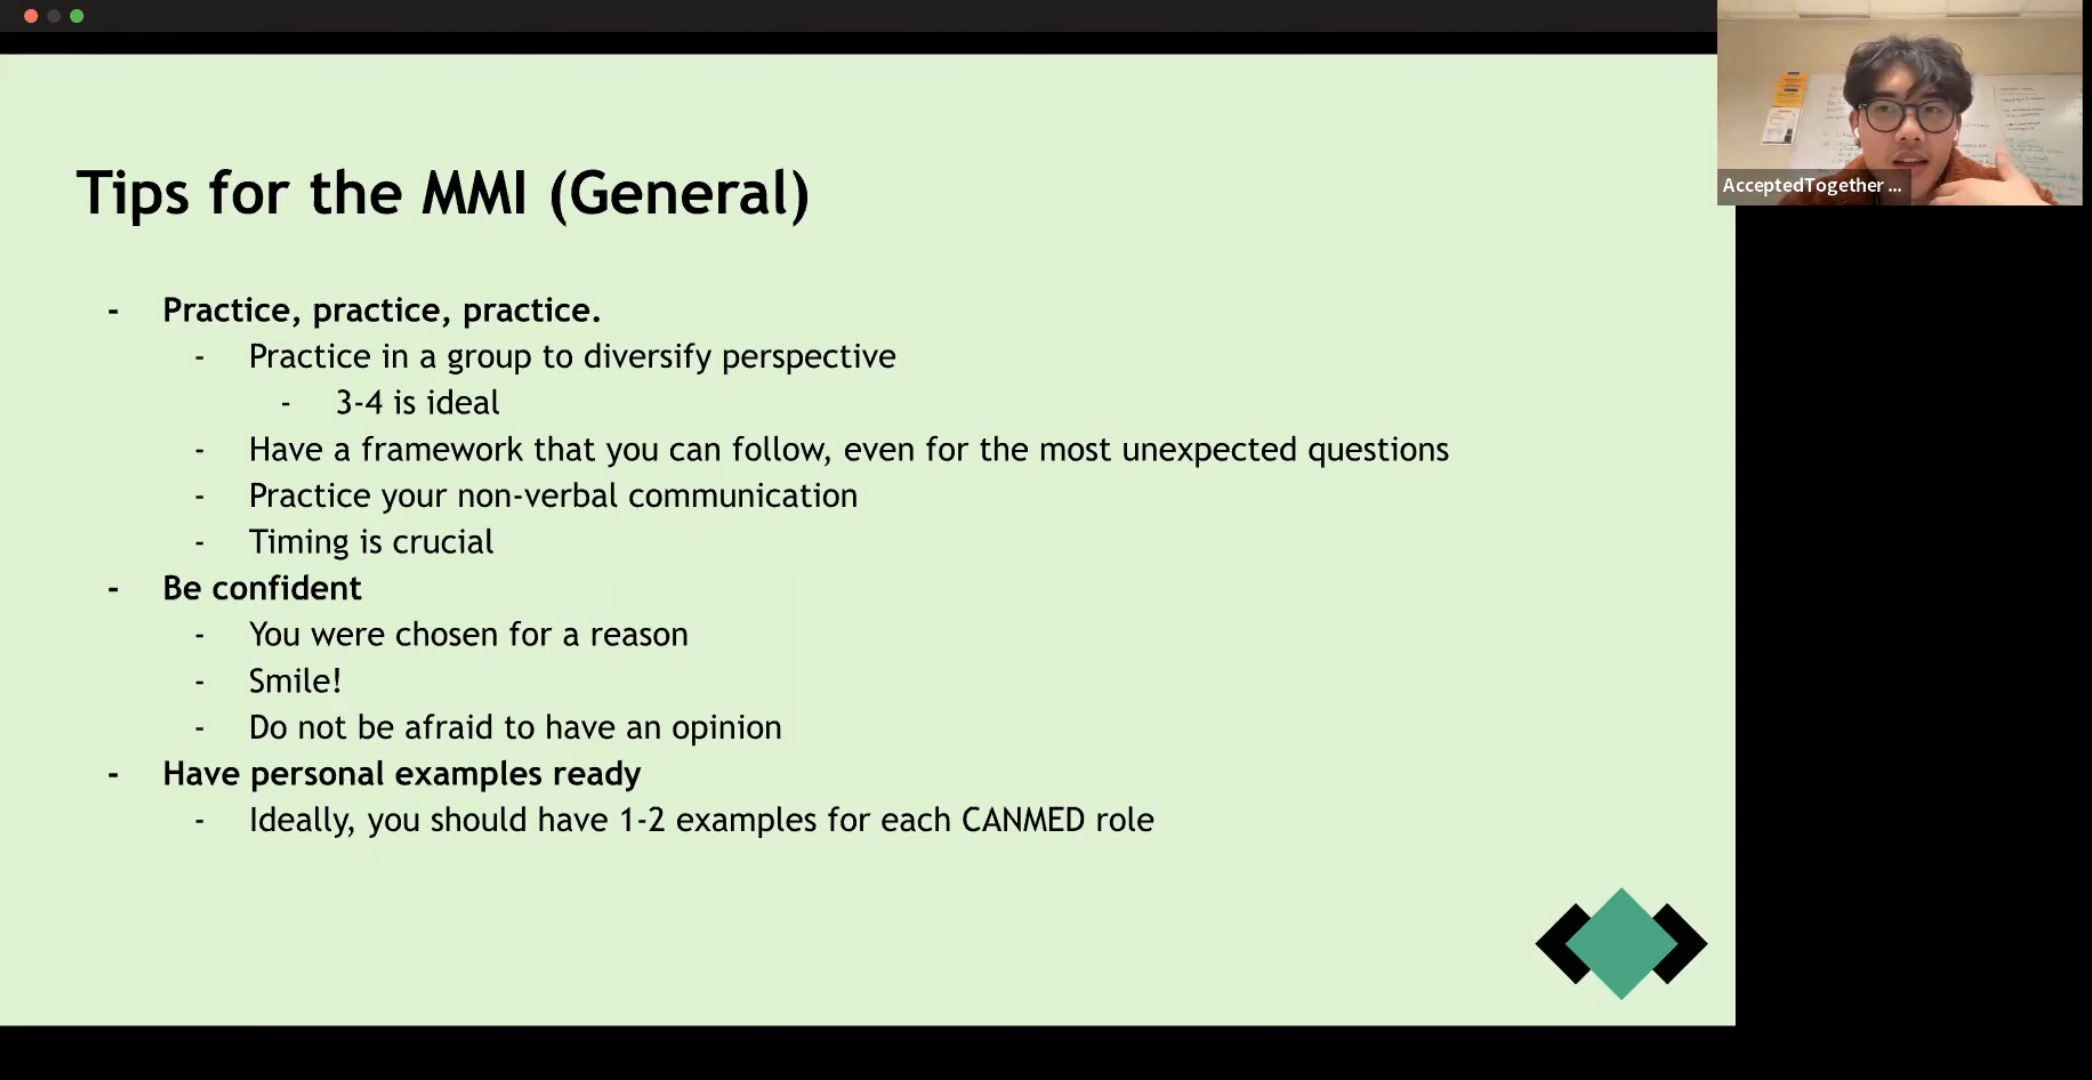 Tips for the MMI (General)
- Practice, practice, practice.
- Practice in a group to diversify perspective
- 3-4 is ideal
- Have a framework that you can follow, even for the most unexpected questions
- Practice your non-verbal communication
- Timing is crucial
- Be confident
- You were chosen for a reason
- Smile!
- Do not be afraid to have an opinion
- Have personal examples ready
- Ideally, you should have 1-2 examples for each CANMED role
AcceptedTogether ...